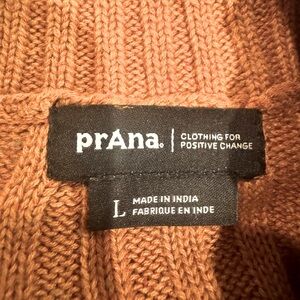 prAna. | CLOTHING FOR
POSITIVE CHANGE
L
MADE IN INDIA
FABRIQUE EN INDE